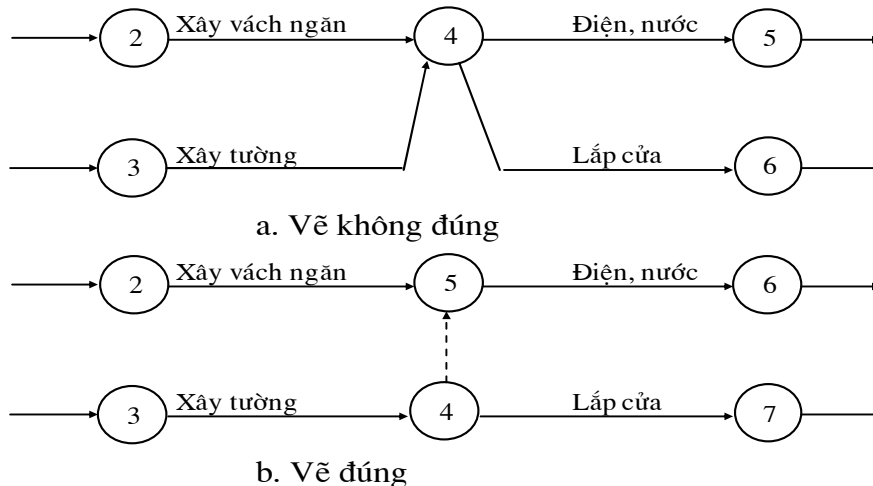 2 Xây vách ngăn 4 Điện, nước 5
3 Xây tường Lắp cửa 6
a. Vẽ không đúng
2 Xây vách ngăn 5 Điện, nước 6
3 Xây tường 4 Lắp cửa 7
b. Vẽ đúng